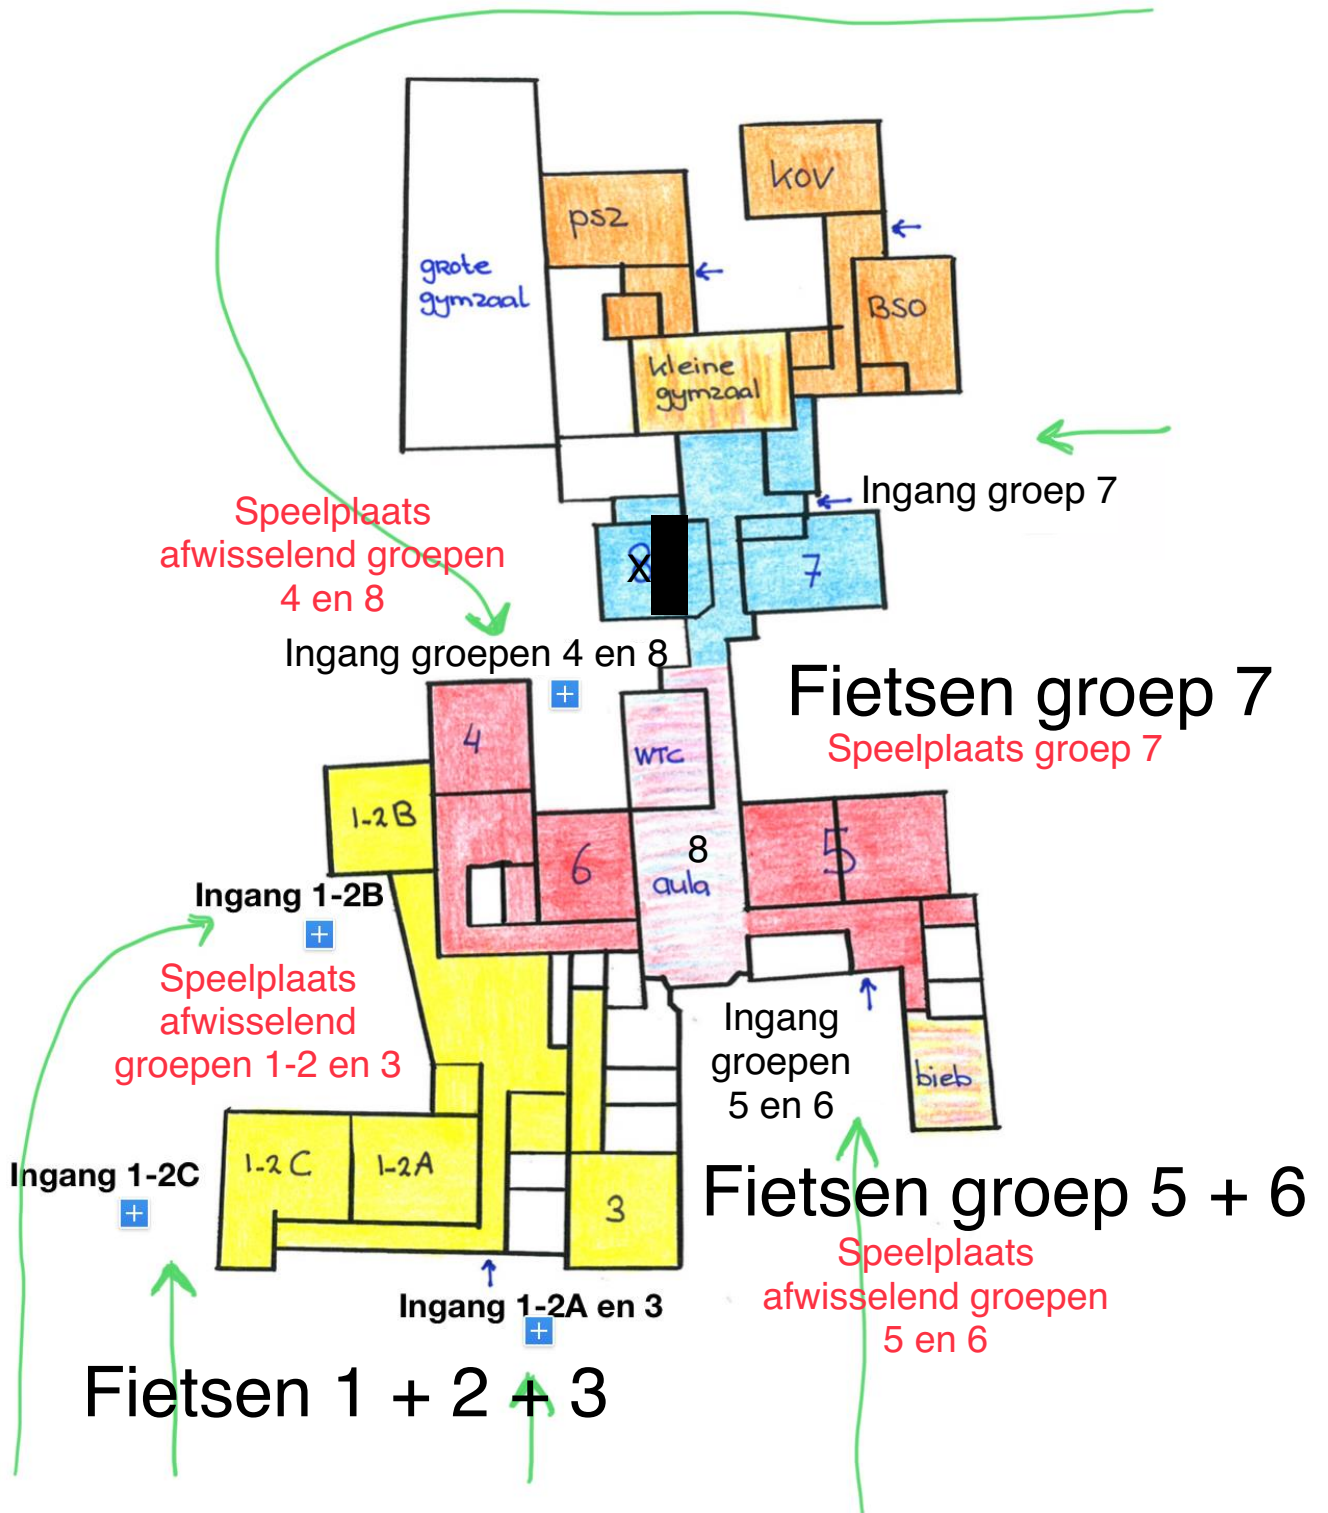 kov
psz
grote
gymzaal
BSO
kleine
gymzaal
Ingang groep 7
Speelplaats
afwisselend groepen
4 en 8
8
X
7
Ingang groepen 4 en 8
Fietsen groep 7
Speelplaats groep 7
4
WTC
1-2B
6
8
aula
5
Ingang 1-2B
Speelplaats
afwisselend
groepen 1-2 en 3
Ingang
groepen
5 en 6
bieb
1-2C
1-2A
Ingang 1-2C
3
Fietsen groep 5 + 6
Speelplaats
afwisselend groepen
5 en 6
Ingang 1-2A en 3
Fietsen 1 + 2 + 3